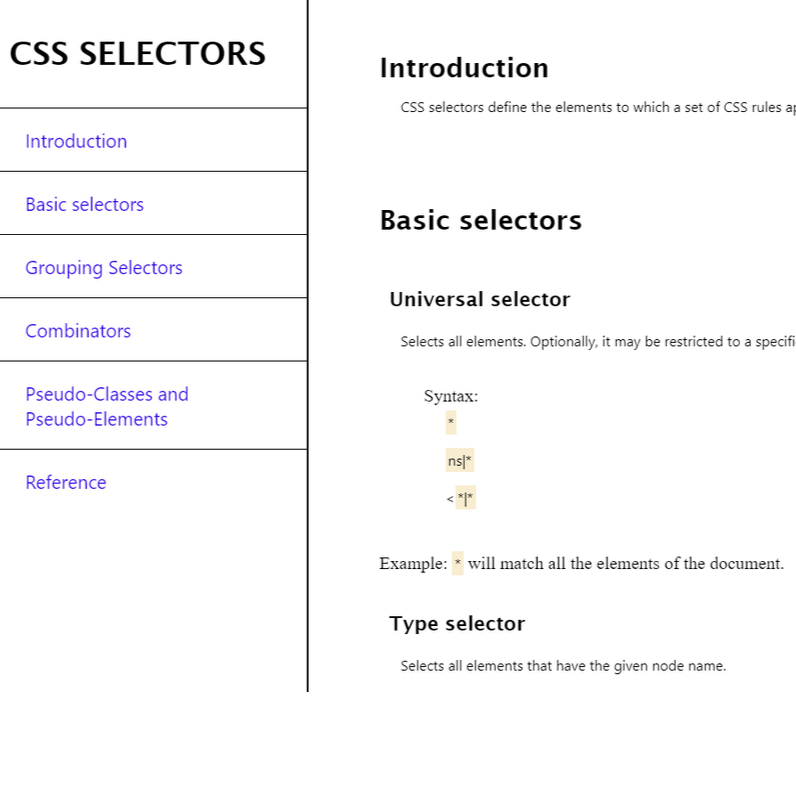 CSS SELECTORS
Introduction
Basic selectors
Grouping Selectors
Combinators
Pseudo-Classes and
Pseudo-Elements
Reference
Introduction
CSS selectors define the elements to which a set of CSS rules
Basic selectors
Universal selector
Selects all elements. Optionally, it may be restricted to a
Syntax:
*
ns|*
< *|*
Example: * will match all the elements of the document.
Type selector
Selects all elements that have the given node name.